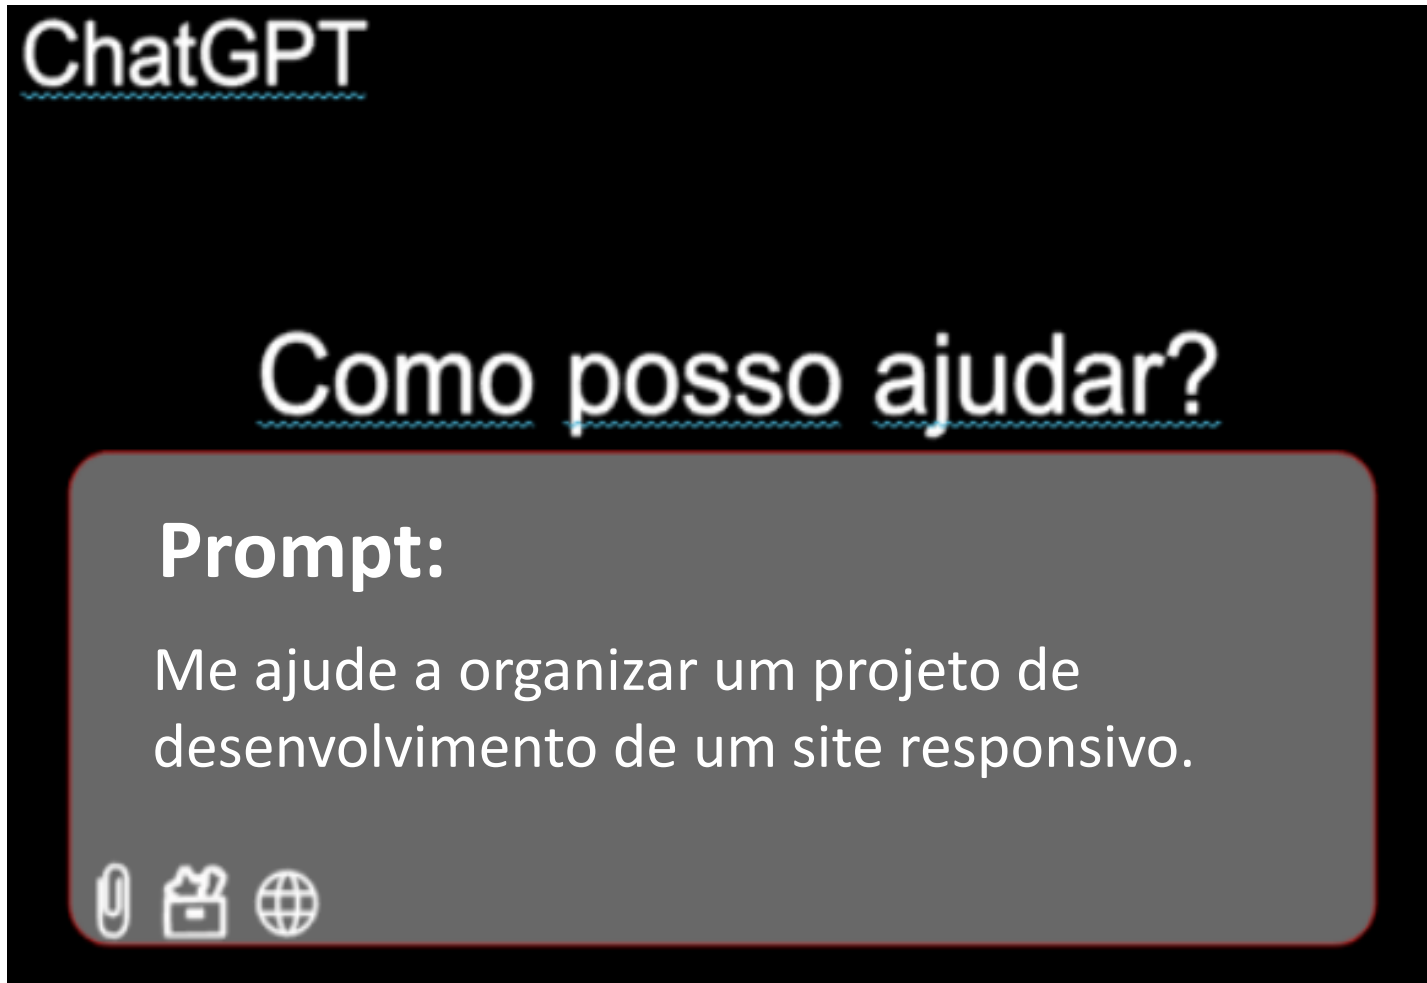 ChatGPT
Como posso ajudar?
Prompt:
Me ajude a organizar um projeto de
desenvolvimento de um site responsivo.